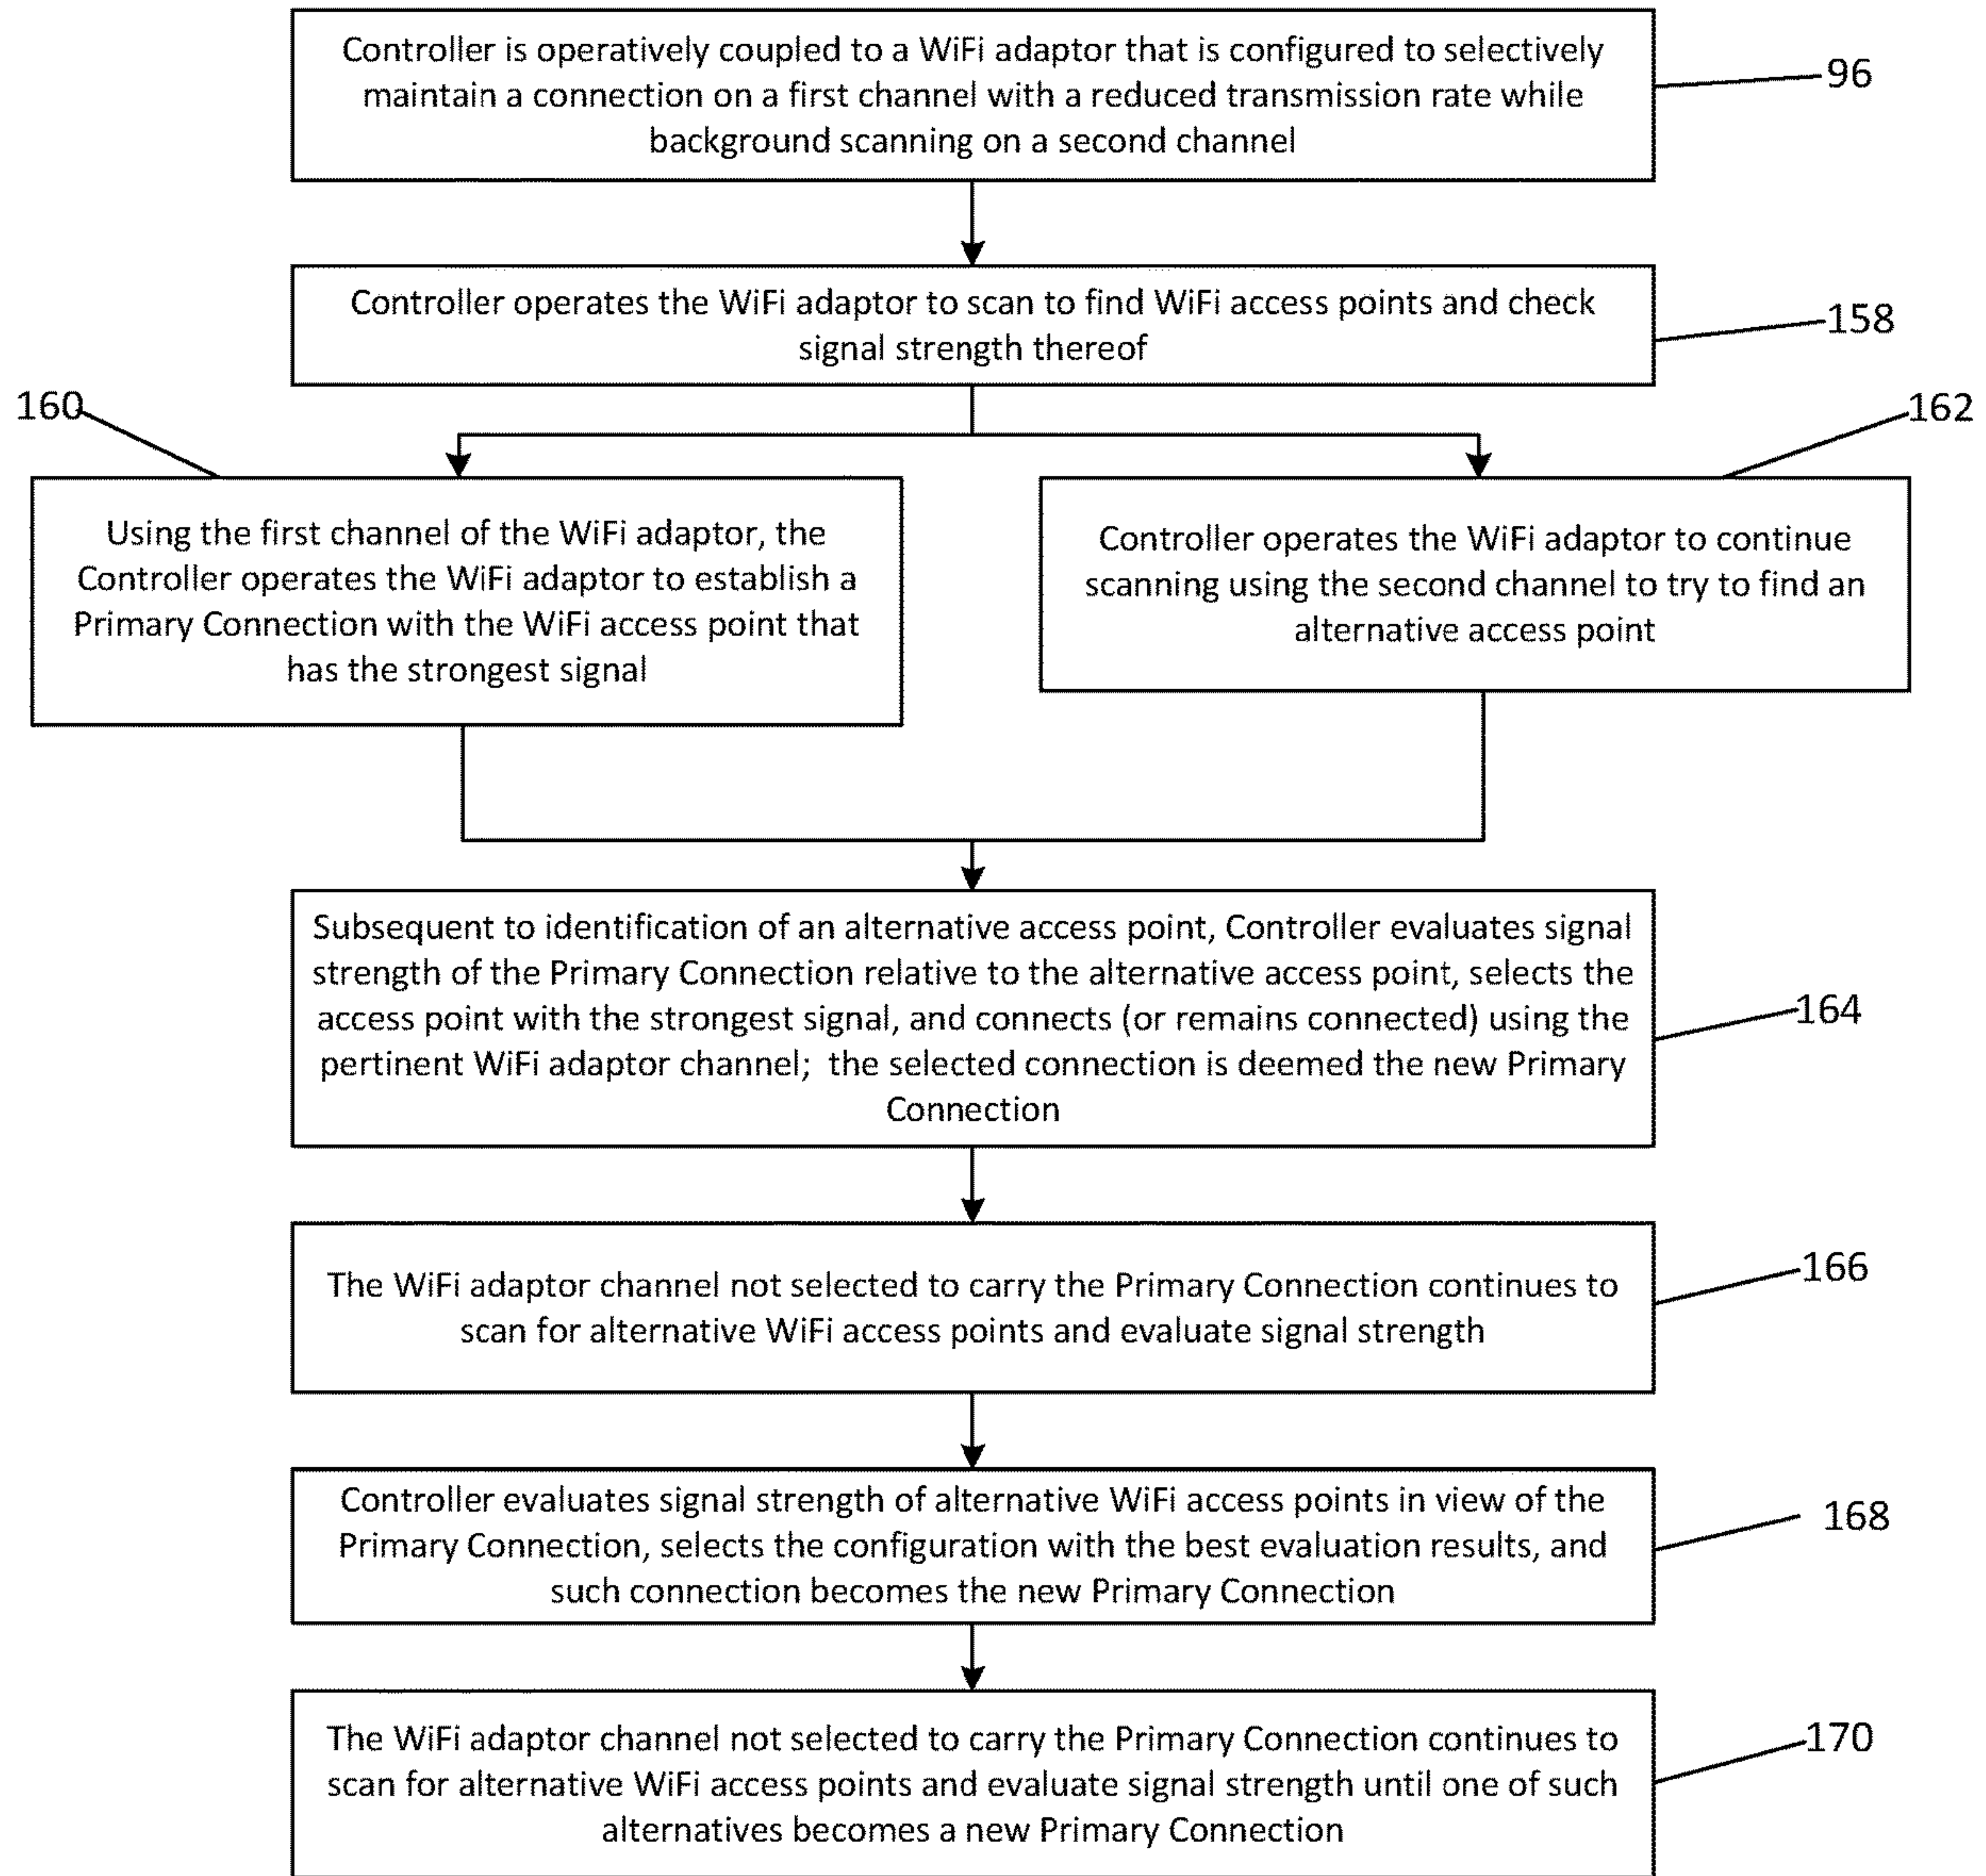 Controller is operatively coupled to a WiFi adaptor that is configured to selectively
maintain a connection on a first channel with a reduced transmission rate while
background scanning on a second channel
96
Controller operates the WiFi adaptor to scan to find WiFi access points and check
signal strength thereof
158
160
162
Using the first channel of the WiFi adaptor, the
Controller operates the WiFi adaptor to establish a
Primary Connection with the WiFi access point that
has the strongest signal
Controller operates the WiFi adaptor to continue
scanning using the second channel to try to find an
alternative access point
Subsequent to identification of an alternative access point, Controller evaluates signal
strength of the Primary Connection relative to the alternative access point, selects the
access point with the strongest signal, and connects (or remains connected) using the
pertinent WiFi adaptor channel; the selected connection is deemed the new Primary
Connection
164
The WiFi adaptor channel not selected to carry the Primary Connection continues to
scan for alternative WiFi access points and evaluate signal strength
166
Controller evaluates signal strength of alternative WiFi access points in view of the
Primary Connection, selects the configuration with the best evaluation results, and
such connection becomes the new Primary Connection
168
The WiFi adaptor channel not selected to carry the Primary Connection continues to
scan for alternative WiFi access points and evaluate signal strength until one of such
alternatives becomes a new Primary Connection
170